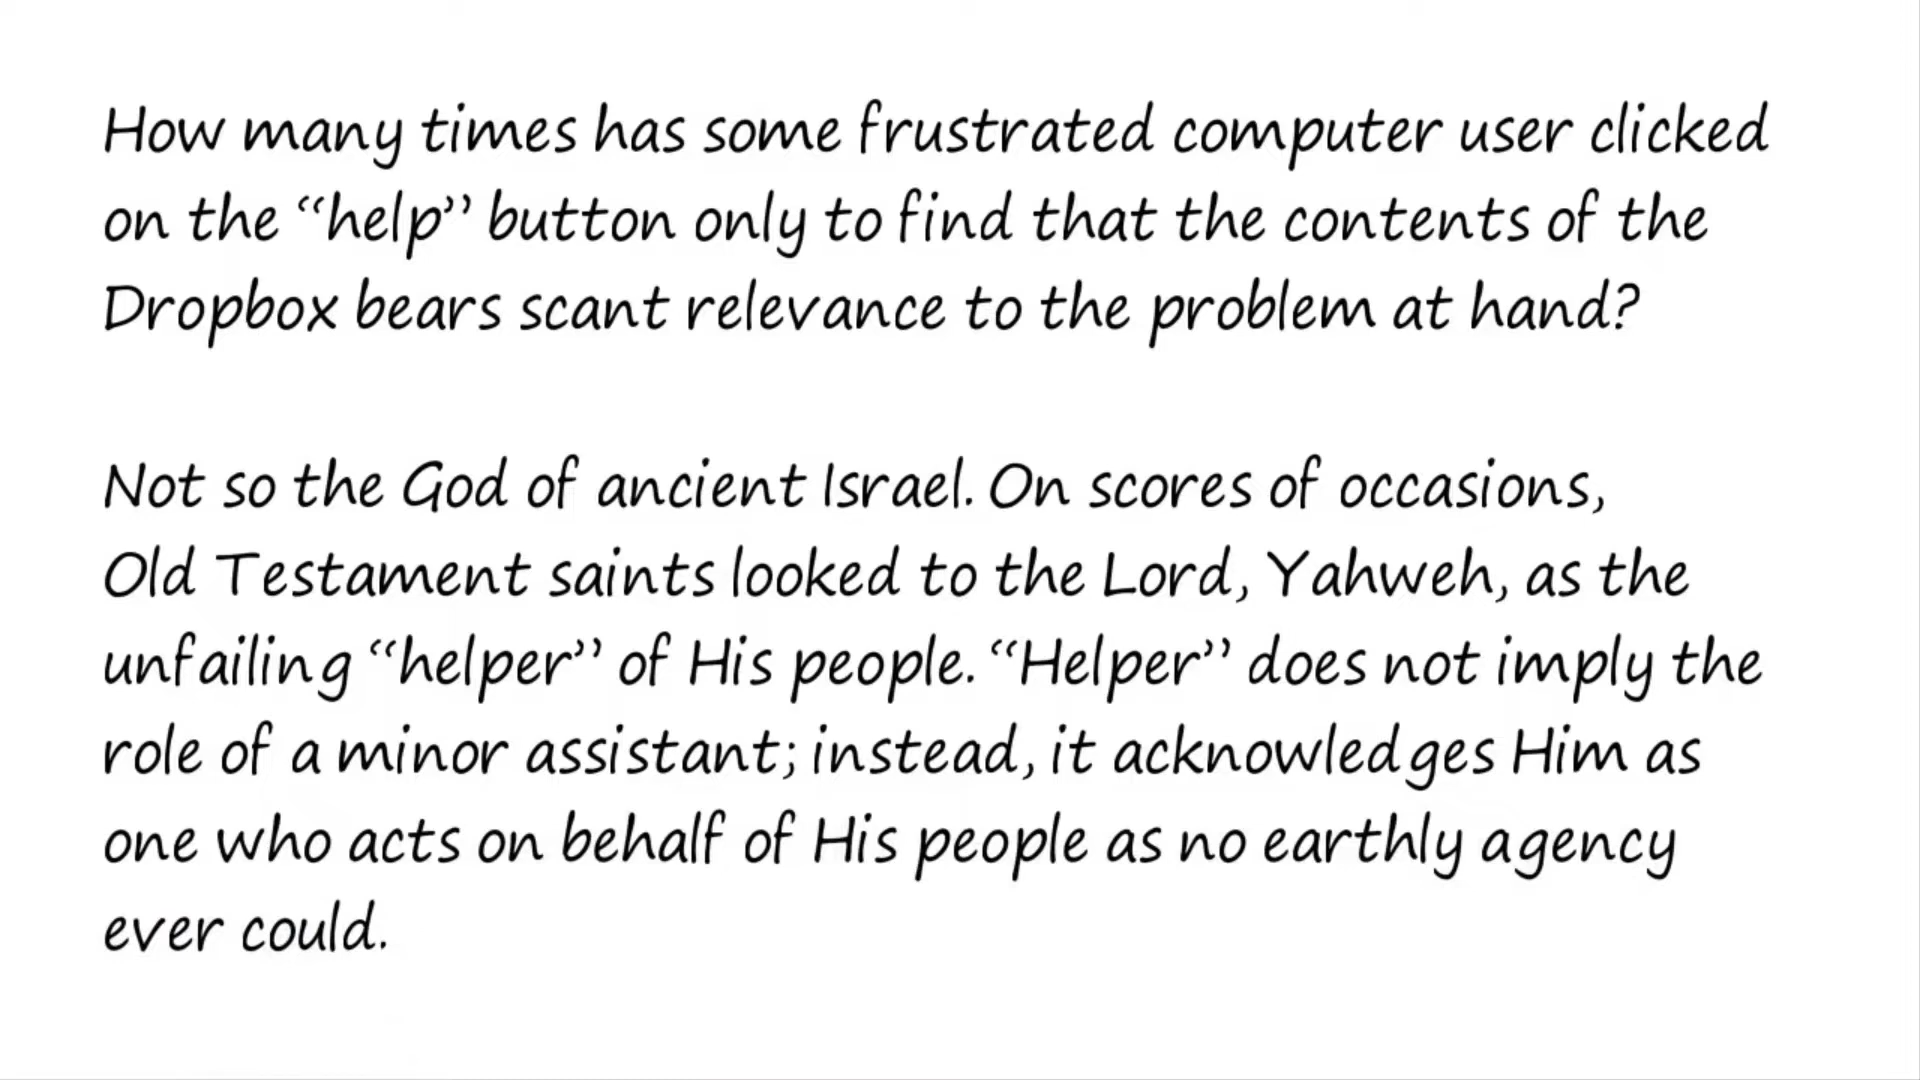 How many times has some frustrated computer user clicked
on the “help” button only to find that the contents of the
Dropbox bears scant relevance to the problem at hand?
Not so the God of ancient Israel. On scores of occasions,
Old Testament saints looked to the Lord, Yahweh, as the
unfailing “helper” of His people. “Helper” does not imply the
role of a minor assistant; instead, it acknowledges Him as
one who acts on behalf of His people as no earthly agency
ever could.